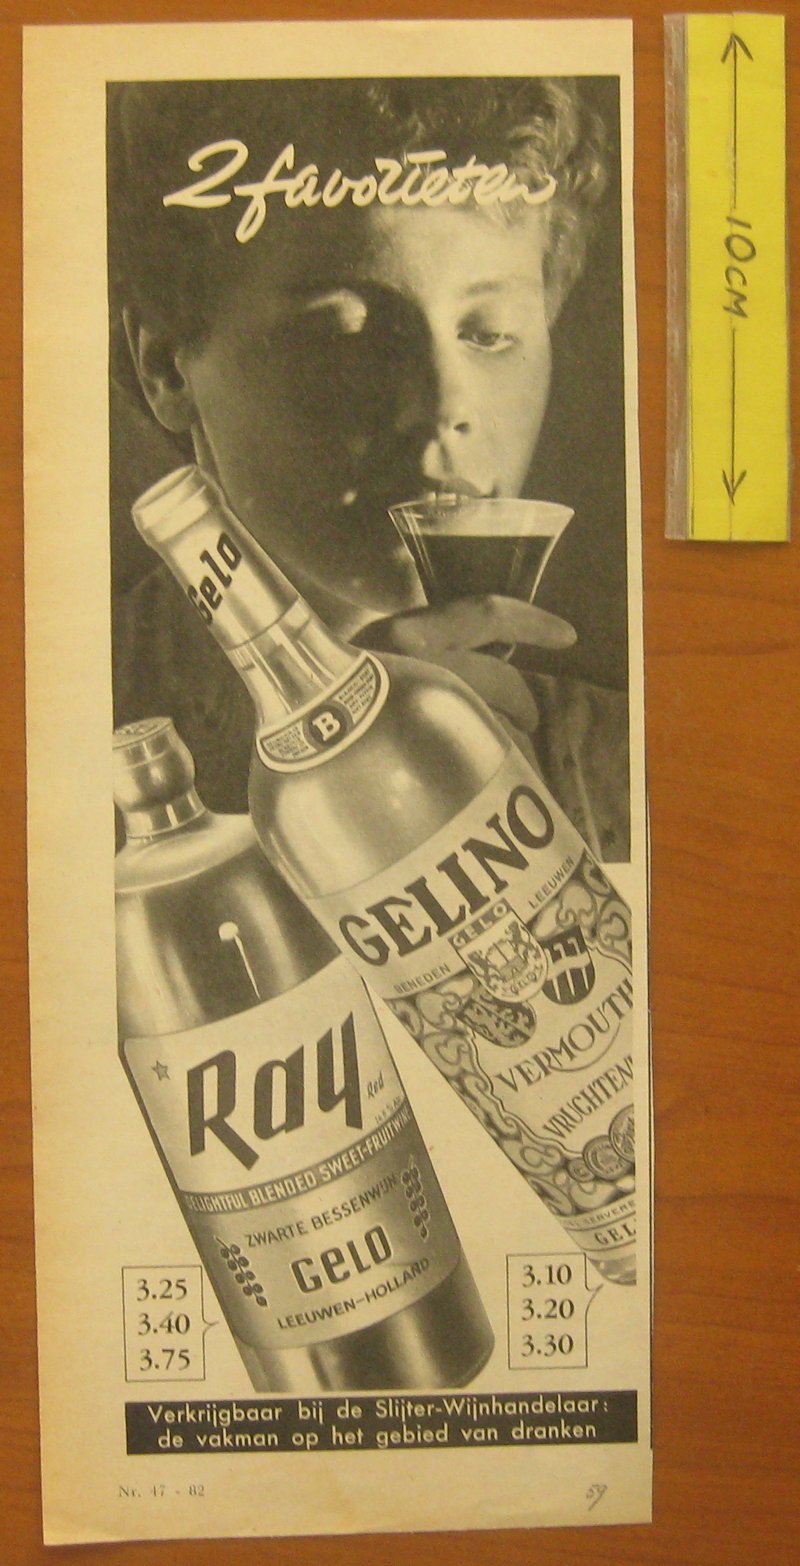 2 favorieten
10CM
Gelo
B
GELINO
BENEDEN GELO LEEUWEN
GELO
VERMOUTH
VRUCHTEN
GEL
Ray
Red
DELIGHTFUL BLENDED SWEET-FRUITWINE
ZWARTE BESSENWIJN
GELO
LEEUWEN-HOLLAND
3.25
3.40
3.75
3.10
3.20
3.30
Verkrijgbaar bij de Slijter-Wijnhandelaar:
de vakman op het gebied van dranken
Nr. 47 - 82
59